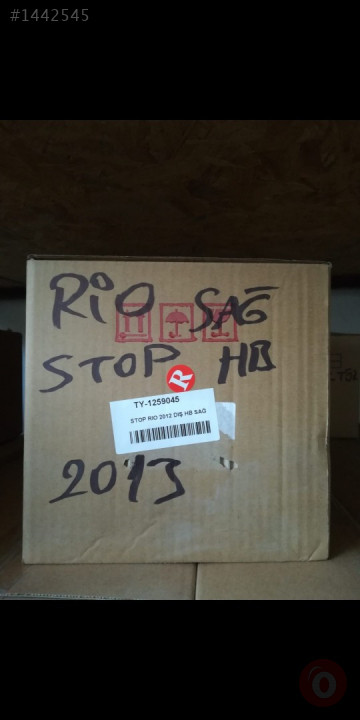 #1442545
RiO SAĞ
STOP HB
R
TY-1259045
STOP RIO 2012 DIŞ HB SAĞ
2013